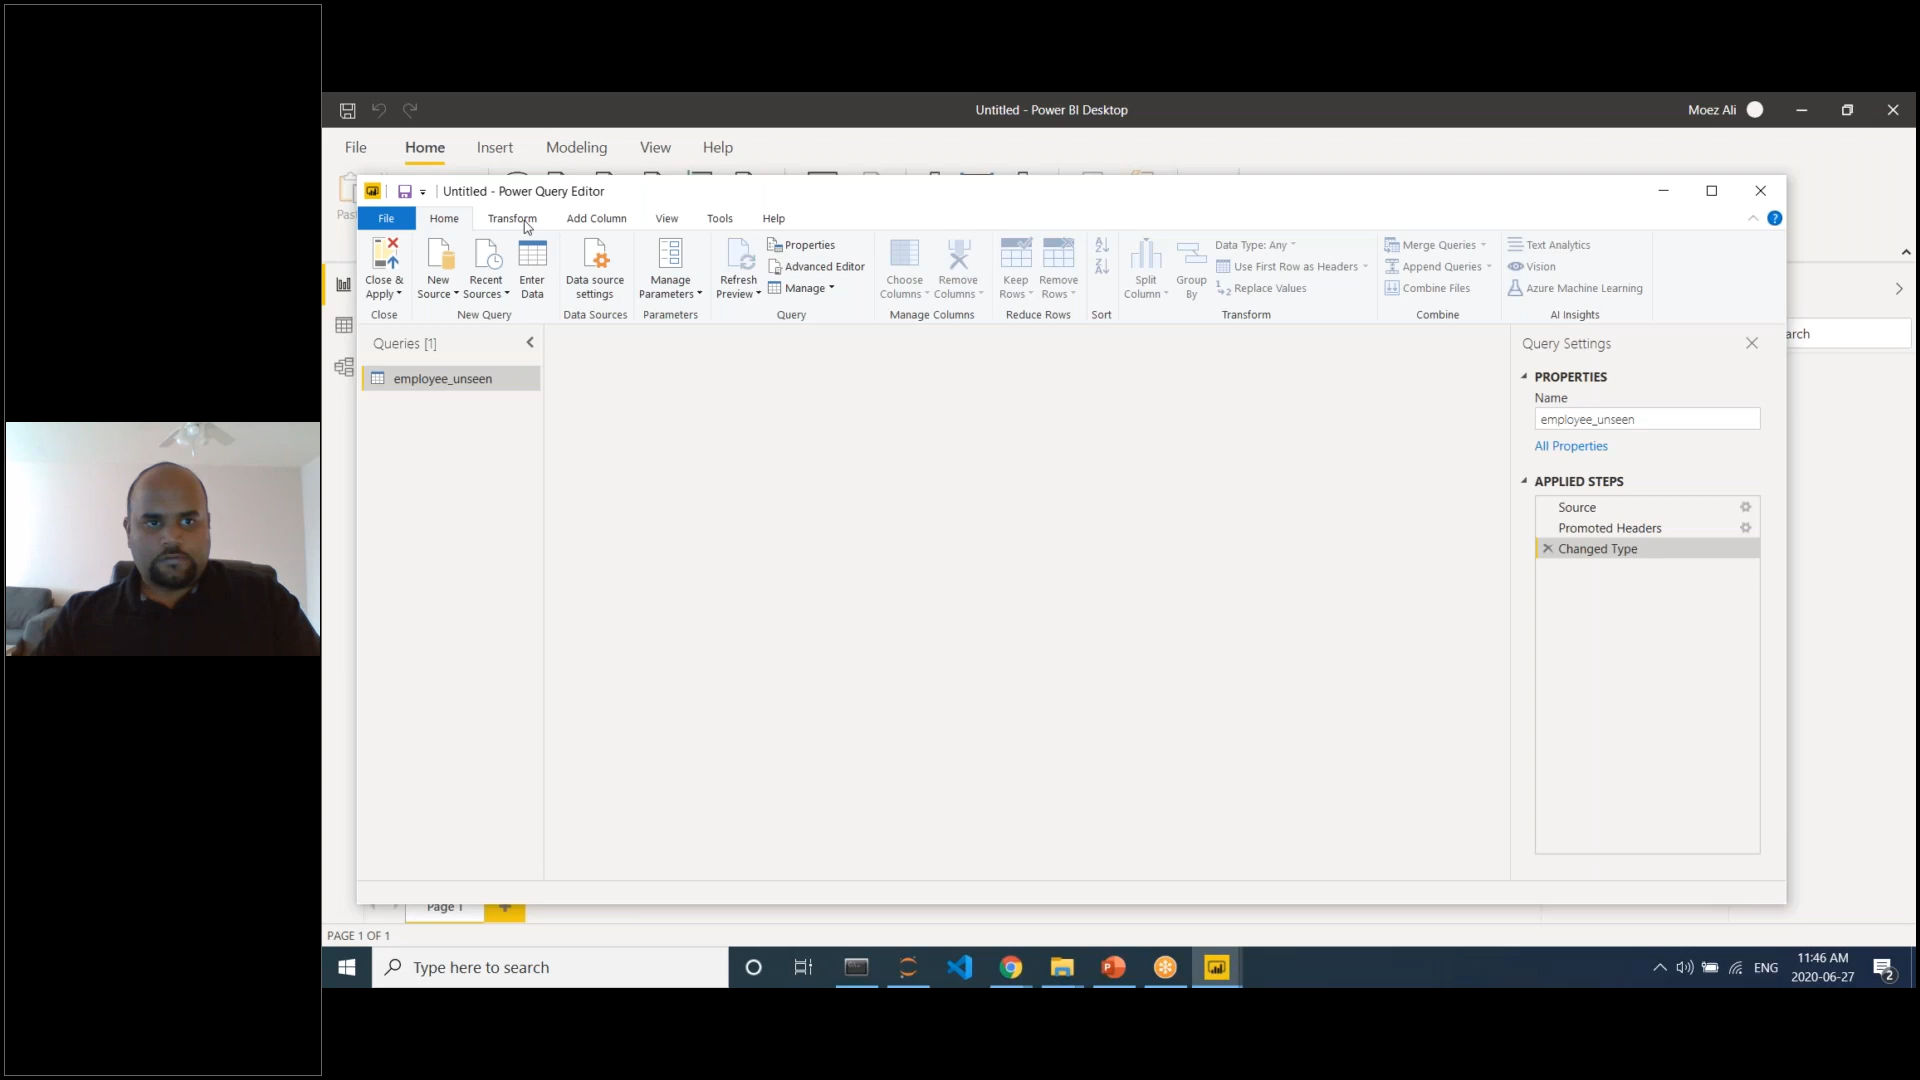 Untitled - Power BI Desktop
Moez Ali
File Home Insert Modeling View Help
Untitled - Power Query Editor
File Home Transform Add Column View Tools Help
Close & Apply
Close
New Source
Recent Sources
Enter Data
New Query
Data source settings
Data Sources
Manage Parameters
Parameters
Refresh Preview
Properties
Advanced Editor
Manage
Query
Choose Columns
Remove Columns
Manage Columns
Keep Rows
Remove Rows
Reduce Rows
Sort
Split Column
Group By
Data Type: Any
Use First Row as Headers
Replace Values
Transform
Merge Queries
Append Queries
Combine Files
Combine
Text Analytics
Vision
Azure Machine Learning
AI Insights
Queries [1]
employee_unseen
Query Settings
PROPERTIES
Name
employee_unseen
All Properties
APPLIED STEPS
Source
Promoted Headers
Changed Type
Page 1
PAGE 1 OF 1
Type here to search
ENG
11:46 AM
2020-06-27
2